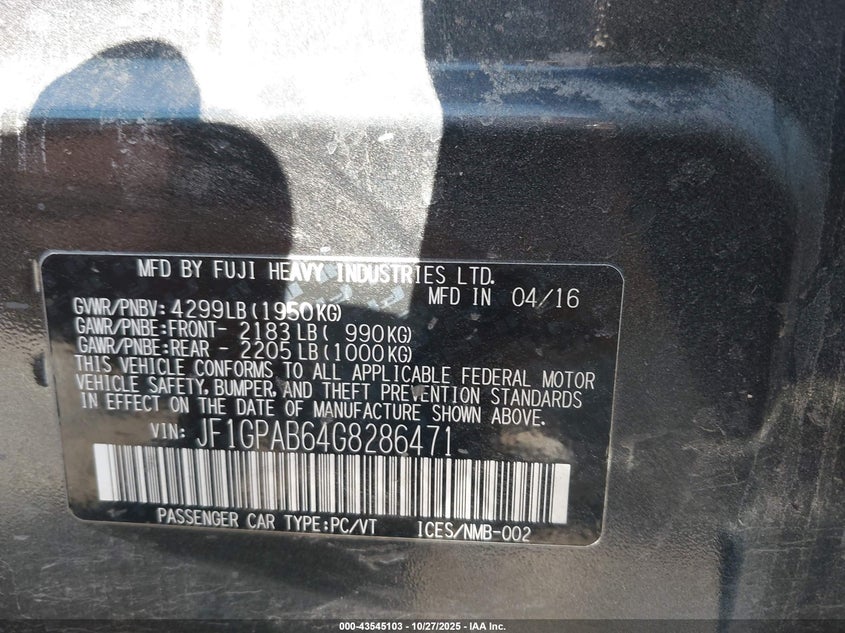 MFD BY FUJI HEAVY INDUSTRIES LTD.
MFD IN 04/16
GVWR/PNBV: 4299LB(1950KG)
GAWR/PNBE:FRONT- 2183LB( 990KG)
GAWR/PNBE:REAR - 2205LB(1000KG)
THIS VEHICLE CONFORMS TO ALL APPLICABLE FEDERAL MOTOR
VEHICLE SAFETY, BUMPER, AND THEFT PREVENTION STANDARDS
IN EFFECT ON THE DATE OF MANUFACTURE SHOWN ABOVE.
VIN: JF1GPAB64G8286471
PASSENGER CAR TYPE:PC/VT ICES/NMB-002
000-43545103 - 10/27/2025 - IAA Inc.